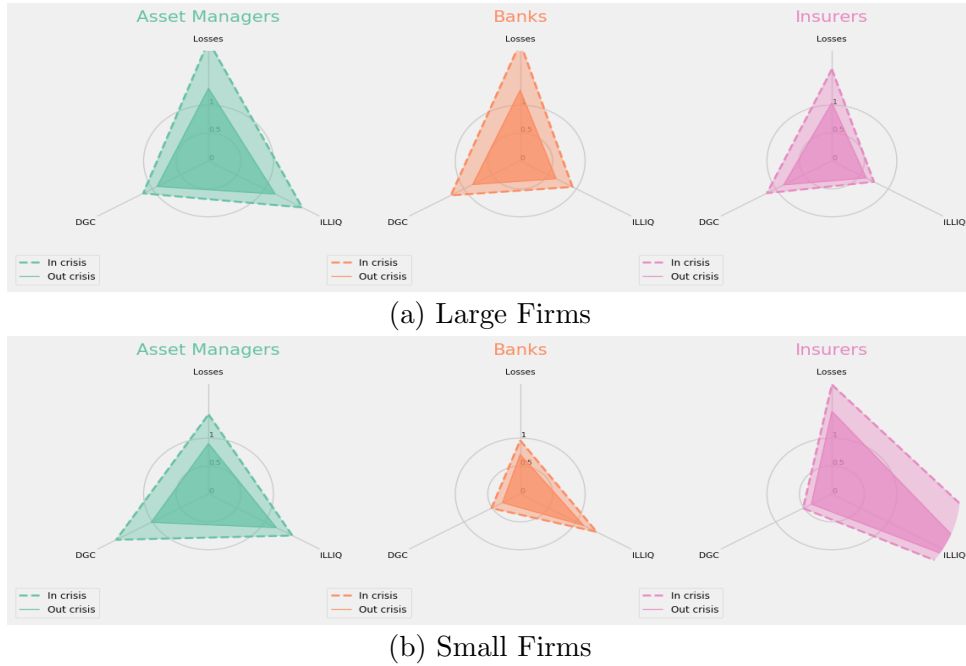 Asset Managers Banks Insurers
Losses Losses Losses
1 1 1
0.5 0.5 0.5
0 0 0
DGC ILLIQ DGC ILLIQ DGC ILLIQ
In crisis In crisis In crisis
Out crisis Out crisis Out crisis
(a) Large Firms
Asset Managers Banks Insurers
Losses Losses Losses
1 1 1
0.5 0.5 0.5
0 0 0
DGC ILLIQ DGC ILLIQ DGC ILLIQ
In crisis In crisis In crisis
Out crisis Out crisis Out crisis
(b) Small Firms